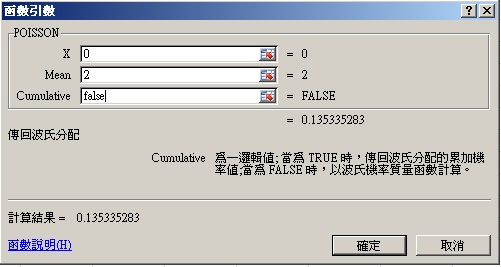 函數引數
POISSON
X 0 = 0
Mean 2 = 2
Cumulative false = FALSE
= 0.135335283
傳回波氏分配
Cumulative 為一邏輯值;當為 TRUE 時，傳回波氏分配的累加機
率值;當為 FALSE 時，以波氏機率質量函數計算。
計算結果 = 0.135335283
函數說明(H)
確定
取消